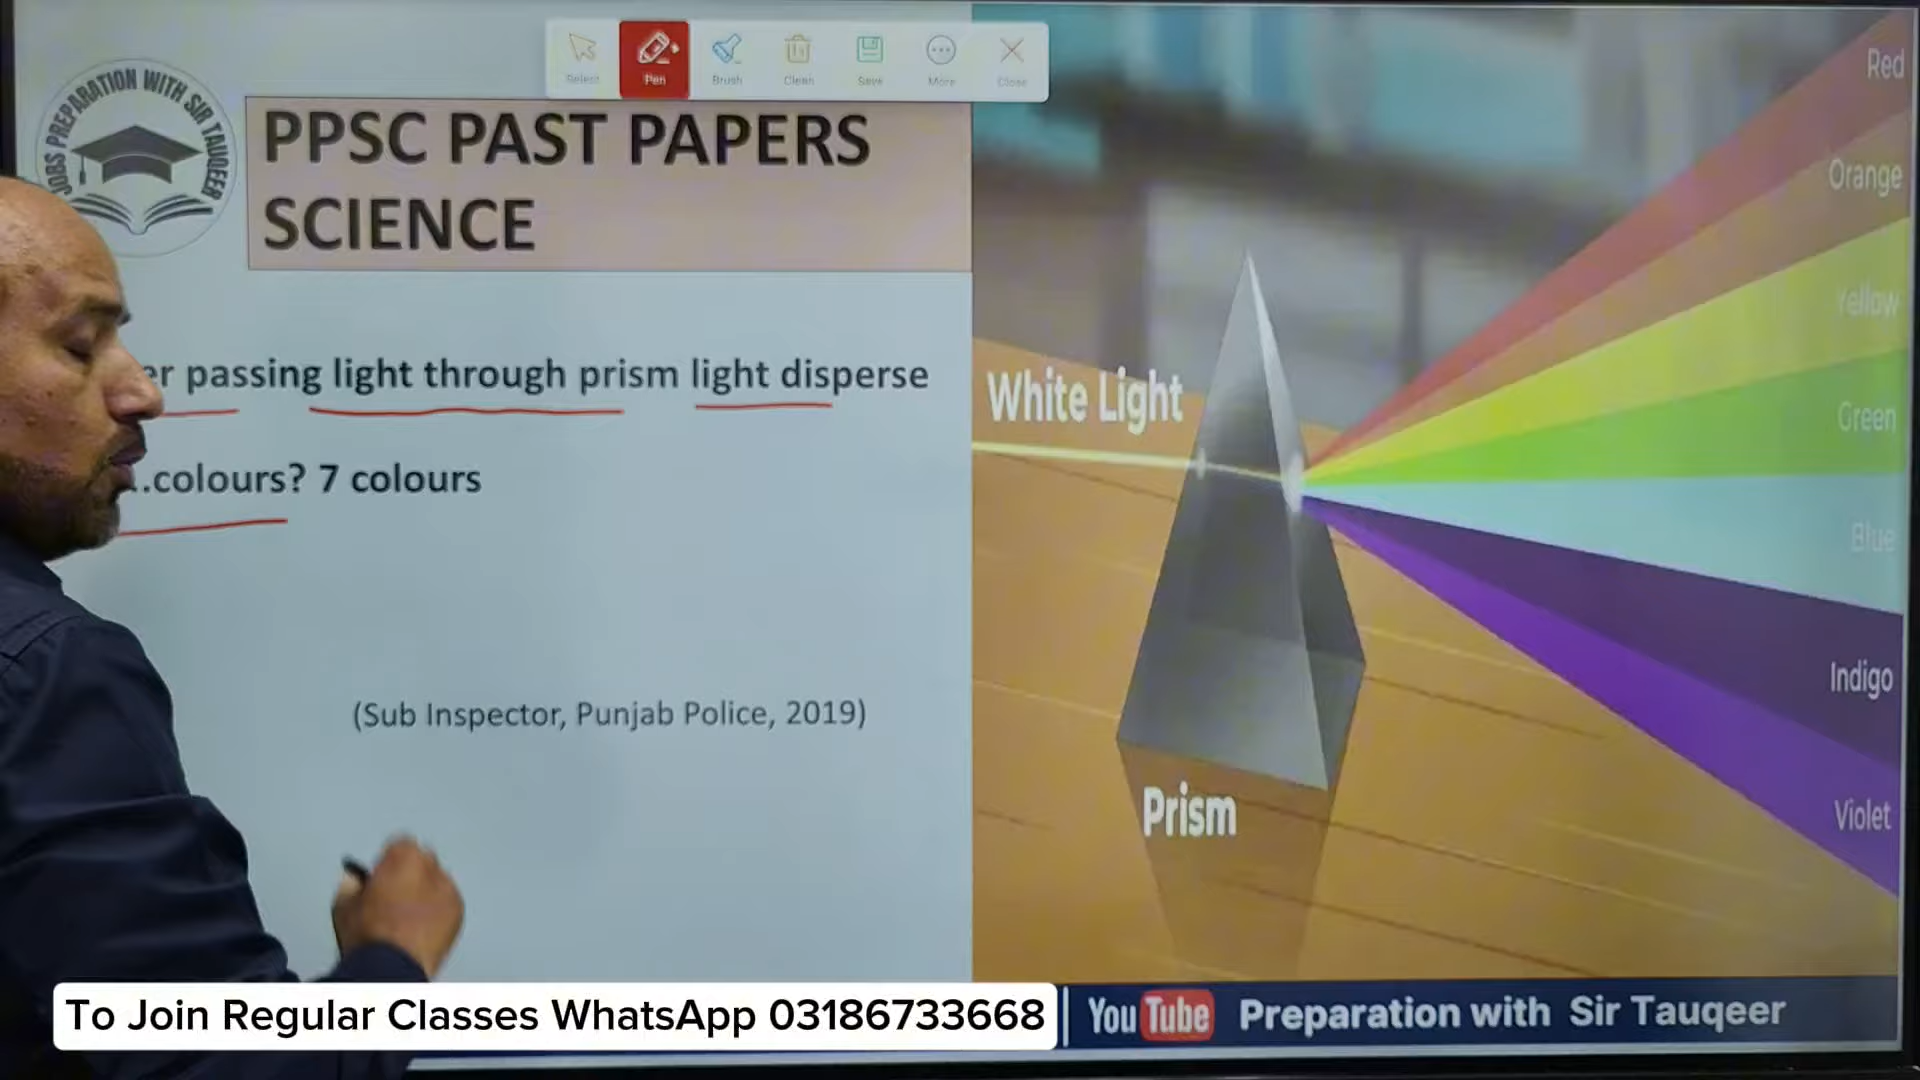 Select Pen Brush Clean Save More Close
JOBS PREPARATION WITH SIR TAUQEER
PPSC PAST PAPERS
SCIENCE
passing light through prism light disperse
colours? 7 colours
(Sub Inspector, Punjab Police, 2019)
White Light
Prism
Red
Orange
Yellow
Green
Blue
Indigo
Violet
To Join Regular Classes WhatsApp 03186733668
YouTube Preparation with Sir Tauqeer